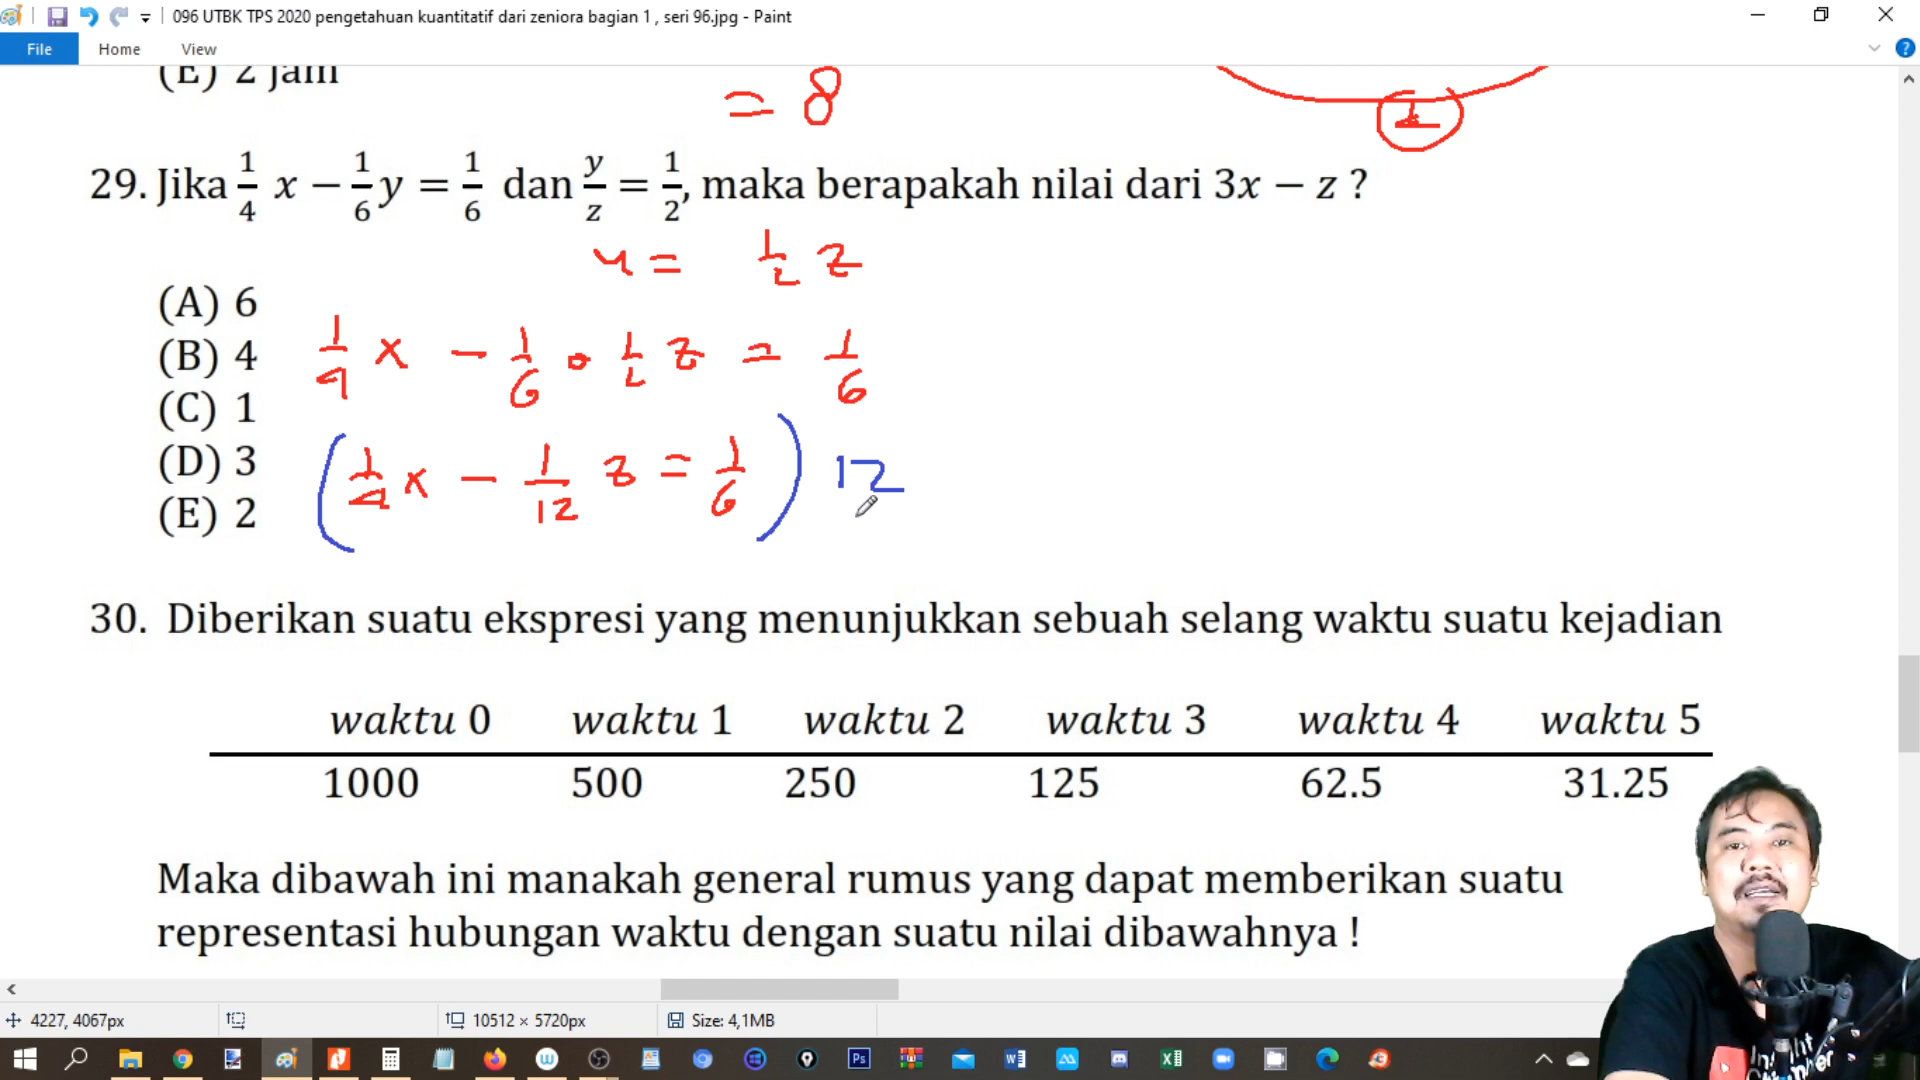 096 UTBK TPS 2020 pengetahuan kuantitatif dari zeniora bagian 1 , seri 96.jpg - Paint
File Home View
(E) 2 jam
= 8
1
29. Jika 1/4 x − 1/6 y = 1/6 dan y/z = 1/2, maka berapakah nilai dari 3x − z ?
y = 1/2 z
(A) 6
(B) 4
(C) 1
(D) 3
(E) 2
1/4 x − 1/6 • 1/2 z = 1/6
( 1/4 x − 1/12 z = 1/6 ) 12
30. Diberikan suatu ekspresi yang menunjukkan sebuah selang waktu suatu kejadian
waktu 0 waktu 1 waktu 2 waktu 3 waktu 4 waktu 5
1000 500 250 125 62.5 31.25
Maka dibawah ini manakah general rumus yang dapat memberikan suatu
representasi hubungan waktu dengan suatu nilai dibawahnya !
4227, 4067px
10512 × 5720px
Size: 4,1MB